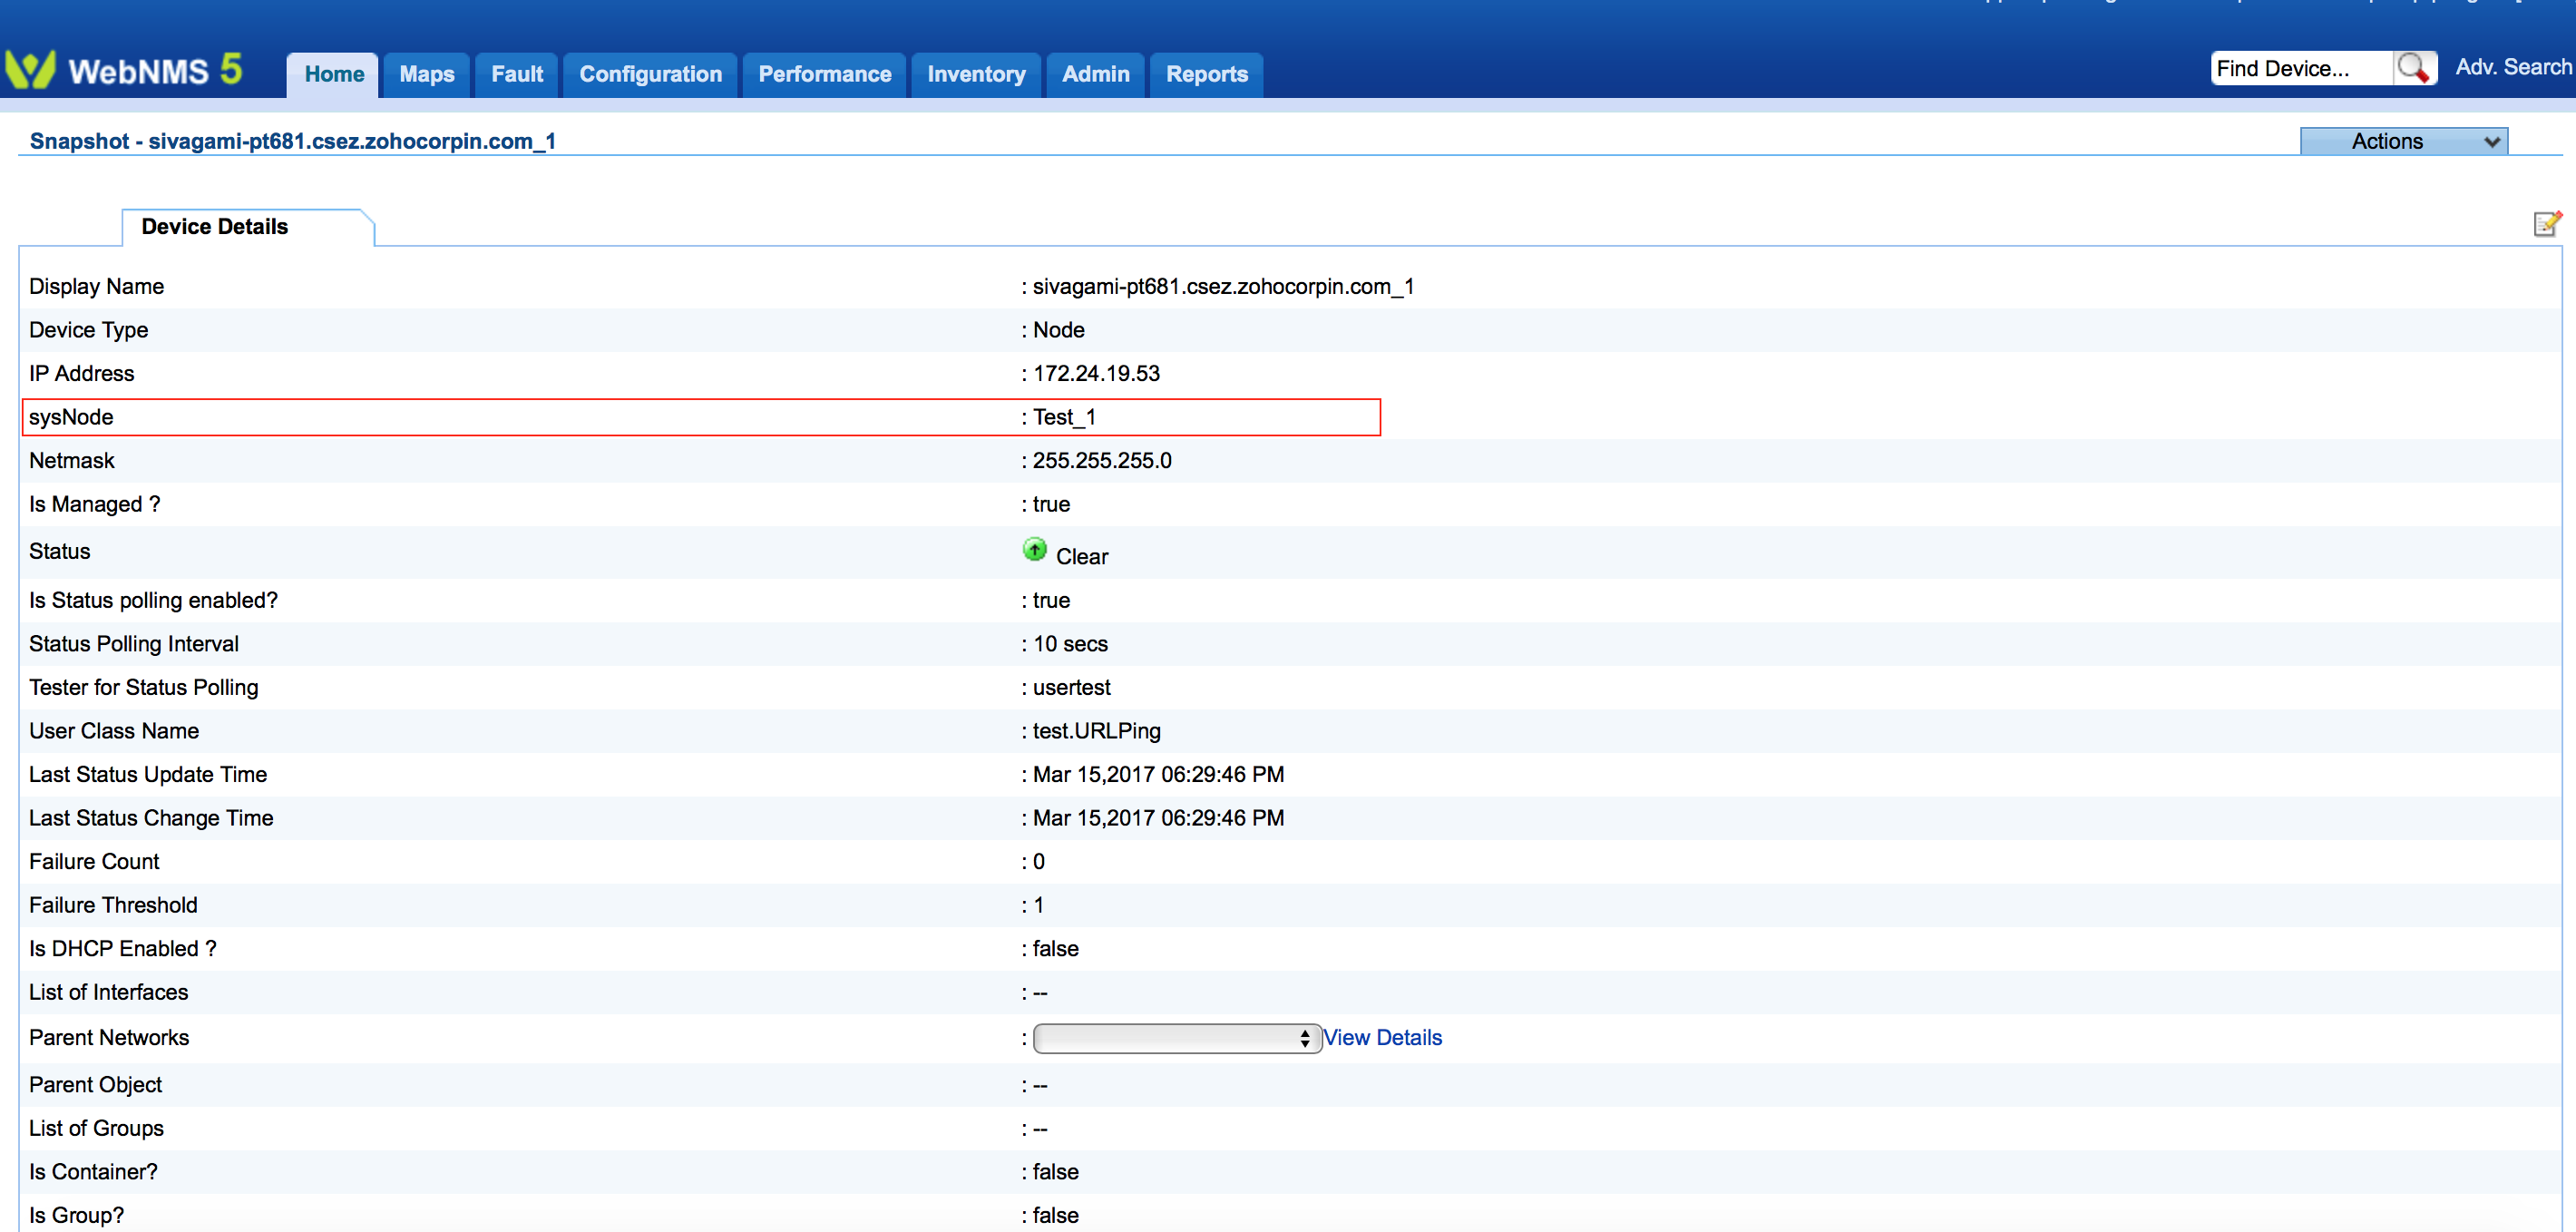 WebNMS 5
Home Maps Fault Configuration Performance Inventory Admin Reports
Find Device... Adv. Search
Snapshot - sivagami-pt681.csez.zohocorpin.com_1 Actions
Device Details
Display Name : sivagami-pt681.csez.zohocorpin.com_1
Device Type : Node
IP Address : 172.24.19.53
sysNode : Test_1
Netmask : 255.255.255.0
Is Managed ? : true
Status Clear
Is Status polling enabled? : true
Status Polling Interval : 10 secs
Tester for Status Polling : usertest
User Class Name : test.URLPing
Last Status Update Time : Mar 15,2017 06:29:46 PM
Last Status Change Time : Mar 15,2017 06:29:46 PM
Failure Count : 0
Failure Threshold : 1
Is DHCP Enabled ? : false
List of Interfaces : --
Parent Networks : View Details
Parent Object : --
List of Groups : --
Is Container? : false
Is Group? : false